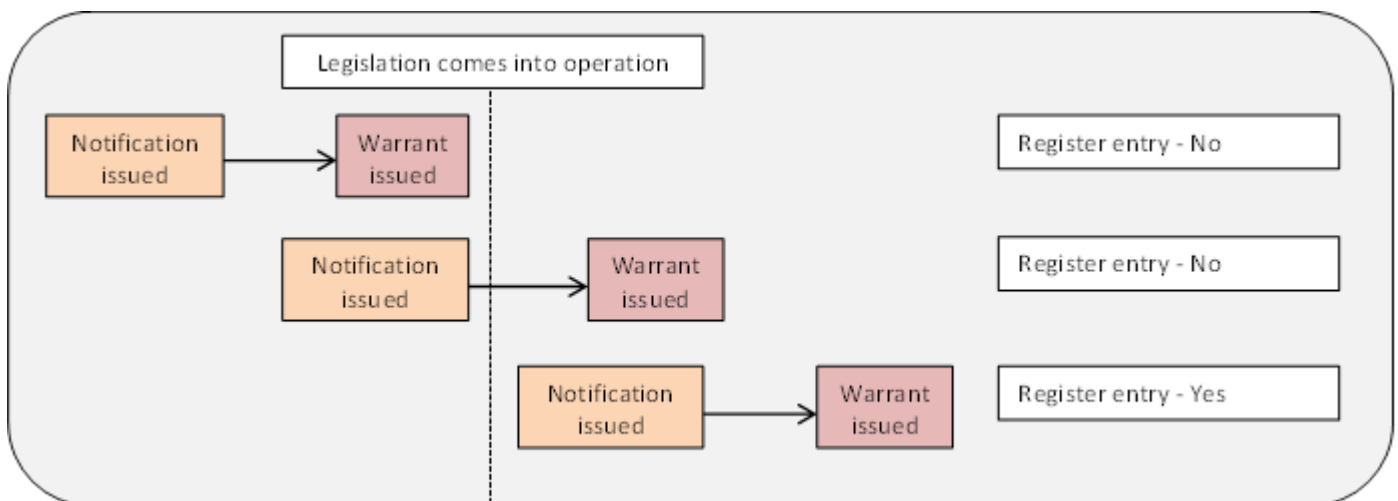 Legislation comes into operation
Notification
issued
Warrant
issued
Register entry - No
Notification
issued
Warrant
issued
Register entry - No
Notification
issued
Warrant
issued
Register entry - Yes